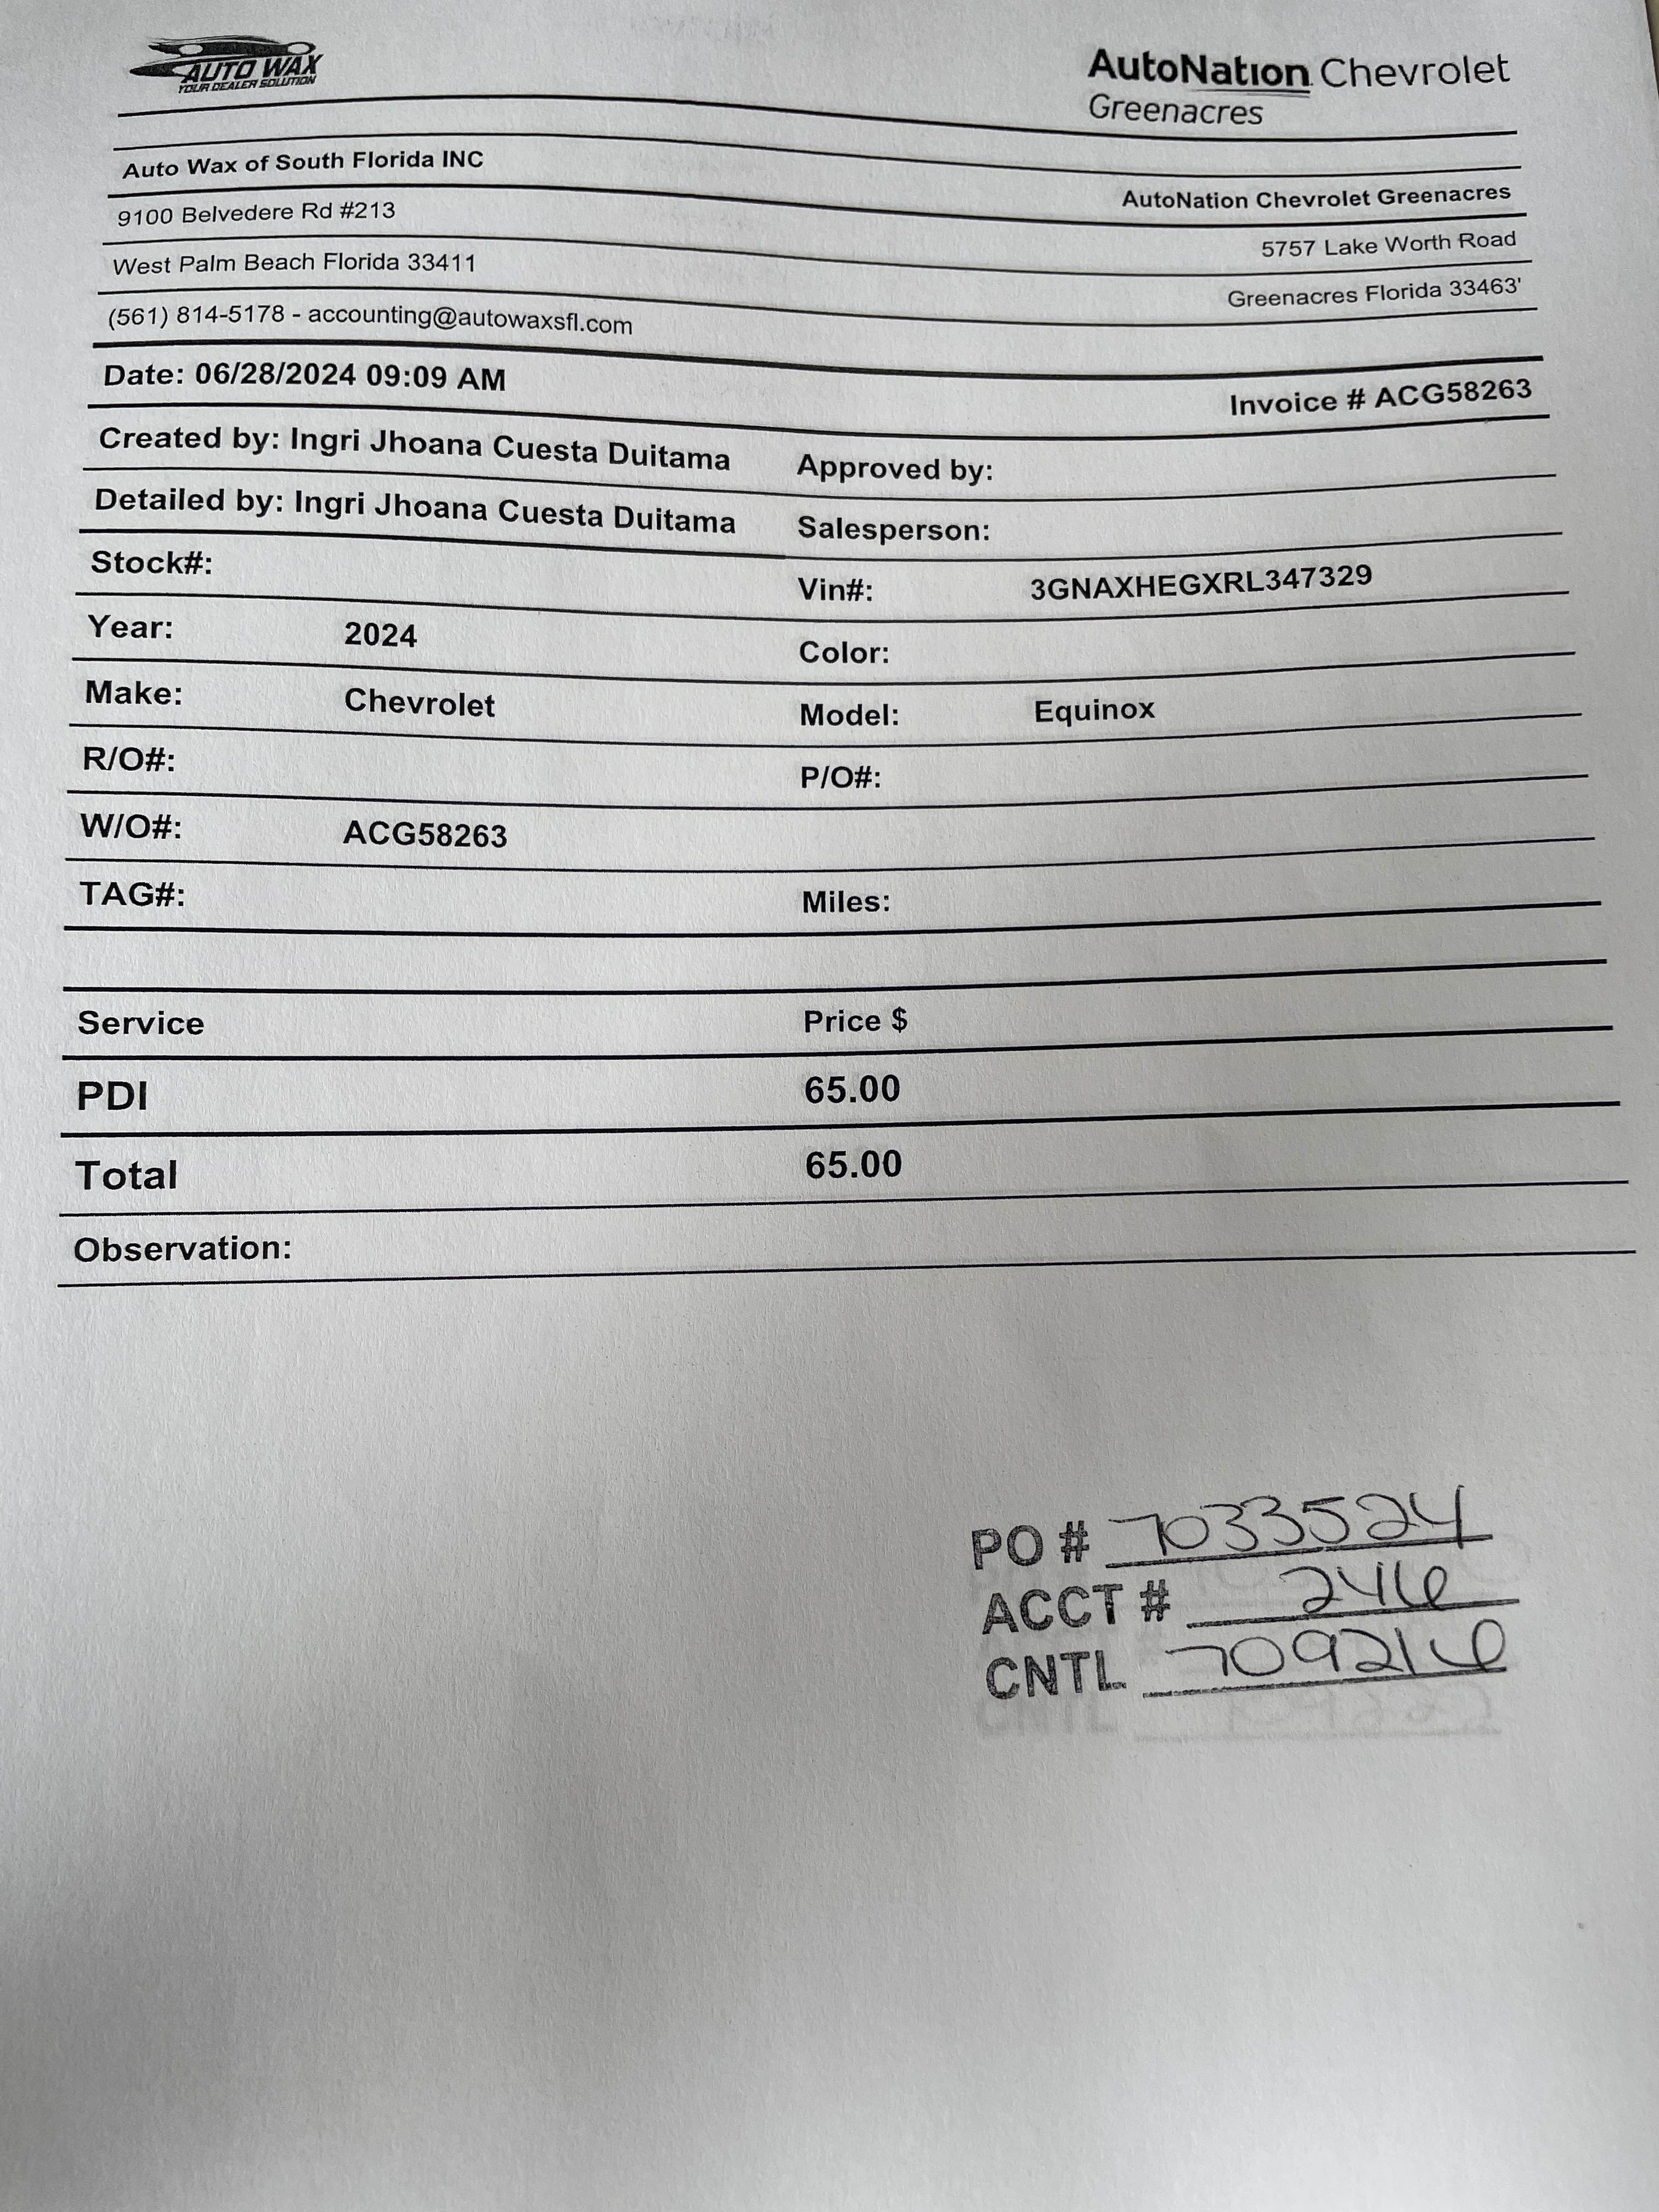 AUTO WAX
YOUR DEALER SOLUTION
AutoNation Chevrolet
Greenacres
Auto Wax of South Florida INC
AutoNation Chevrolet Greenacres
9100 Belvedere Rd #213
5757 Lake Worth Road
West Palm Beach Florida 33411
Greenacres Florida 33463'
(561) 814-5178 - accounting@autowaxsfl.com
Date: 06/28/2024 09:09 AM
Invoice # ACG58263
Created by: Ingri Jhoana Cuesta Duitama Approved by:
Detailed by: Ingri Jhoana Cuesta Duitama Salesperson:
Stock#: Vin#: 3GNAXHEGXRL347329
Year: 2024 Color:
Make: Chevrolet Model: Equinox
R/O#: P/O#:
W/O#: ACG58263
TAG#: Miles:
Service Price $
PDI 65.00
Total 65.00
Observation:
PO # 7033524
ACCT # 246
CNTL 709216